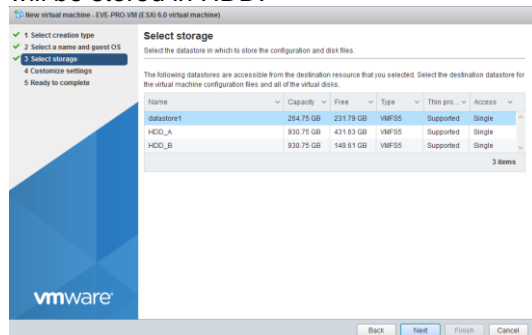 will be stored in HDD.
New virtual machine - EVE-PRO-VM (ESXi 6.0 virtual machine)
1 Select creation type
2 Select a name and guest OS
3 Select storage
4 Customize settings
5 Ready to complete
Select storage
Select the datastore in which to store the configuration and disk files.
The following datastores are accessible from the destination resource that you selected. Select the destination datastore for
the virtual machine configuration files and all of the virtual disks.
Name Capacity Free Type Thin pro... Access
datastore1 264.75 GB 231.79 GB VMFS5 Supported Single
HDD_A 930.75 GB 431.63 GB VMFS5 Supported Single
HDD_B 930.75 GB 149.61 GB VMFS5 Supported Single
3 items
vmware
Back Next Finish Cancel